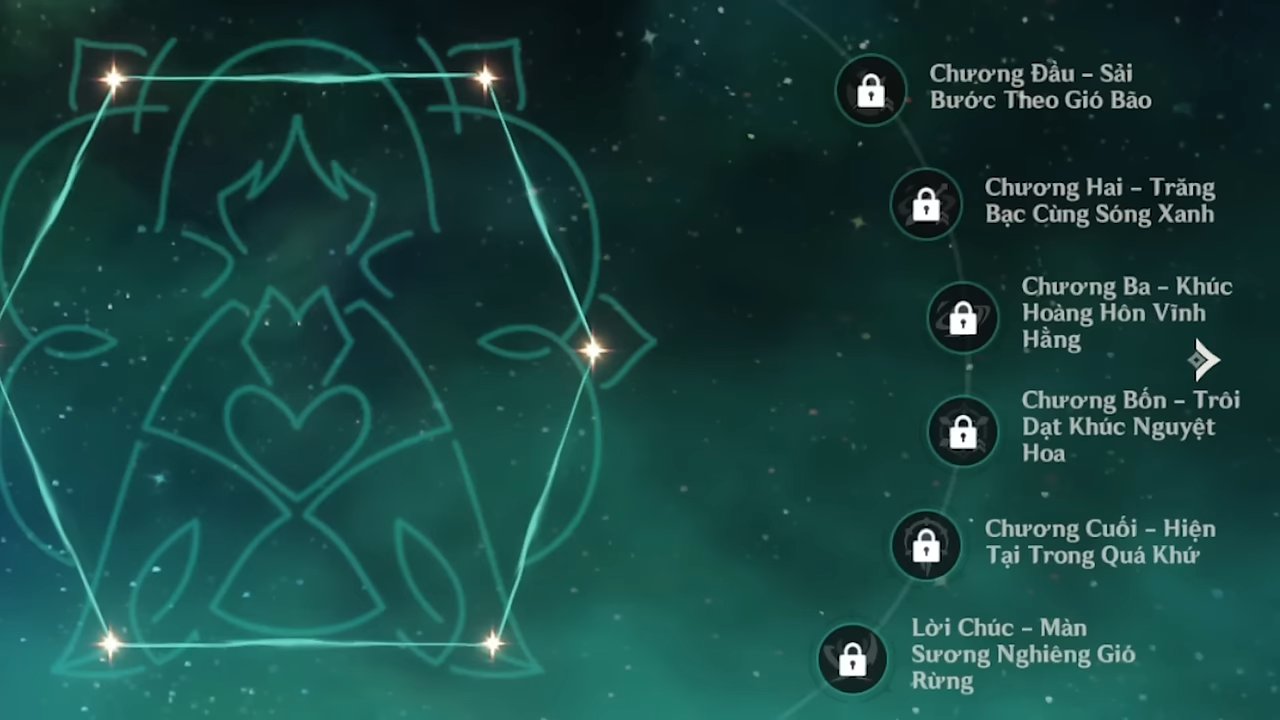 Chương Đầu - Sải
Bước Theo Gió Bão
Chương Hai - Trăng
Bạc Cùng Sóng Xanh
Chương Ba - Khúc
Hoàng Hôn Vĩnh
Hằng
Chương Bốn - Trôi
Dạt Khúc Nguyệt
Hoa
Chương Cuối - Hiện
Tại Trong Quá Khứ
Lời Chúc - Màn
Sương Nghiêng Gió
Rừng